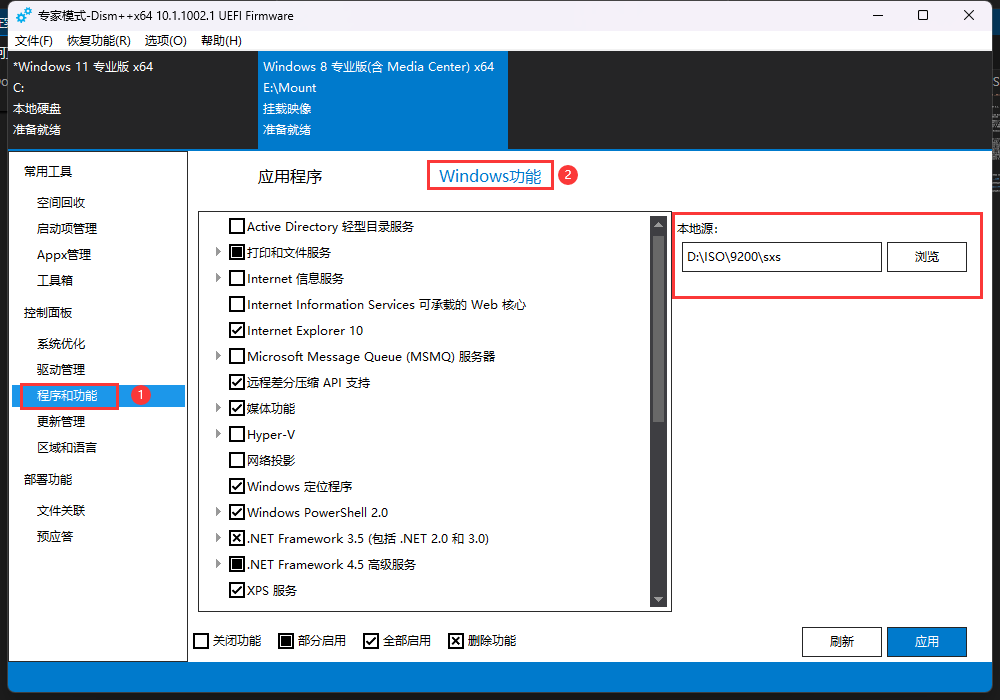 专家模式-Dism++x64 10.1.1002.1 UEFI Firmware
文件(F) 恢复功能(R) 选项(O) 帮助(H)
*Windows 11 专业版 x64
C:
本地硬盘
准备就绪
Windows 8 专业版(含 Media Center) x64
E:\Mount
挂载映像
准备就绪
常用工具
空间回收
启动项管理
Appx管理
工具箱
控制面板
系统优化
驱动管理
程序和功能 1
更新管理
区域和语言
部署功能
文件关联
预应答
应用程序 Windows功能 2
Active Directory 轻型目录服务
打印和文件服务
Internet 信息服务
Internet Information Services 可承载的 Web 核心
Internet Explorer 10
Microsoft Message Queue (MSMQ) 服务器
远程差分压缩 API 支持
媒体功能
Hyper-V
网络投影
Windows 定位程序
Windows PowerShell 2.0
.NET Framework 3.5 (包括 .NET 2.0 和 3.0)
.NET Framework 4.5 高级服务
XPS 服务
本地源:
D:\ISO\9200\sxs 浏览
关闭功能 部分启用 全部启用 删除功能
刷新 应用